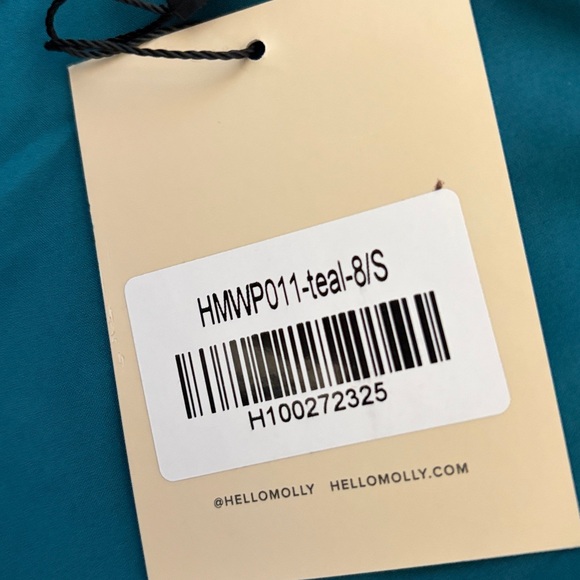 HMWP011-teal-8/S
H100272325
@HELLOMOLLY HELLOMOLLY.COM